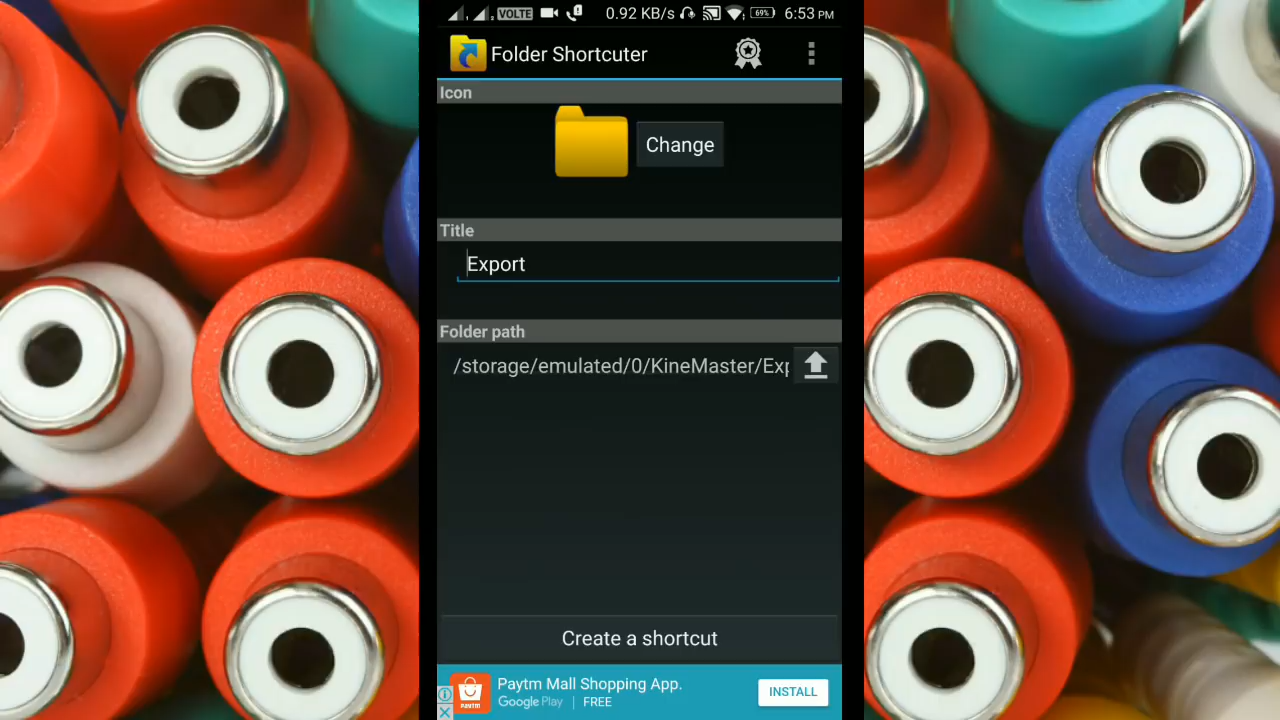 VOLTE 0.92 KB/s 69% 6:53 PM
Folder Shortcuter
Icon
Change
Title
Export
Folder path
/storage/emulated/0/KineMaster/Exp
Create a shortcut
Paytm Mall Shopping App.
Google Play | FREE
INSTALL
PAYTM